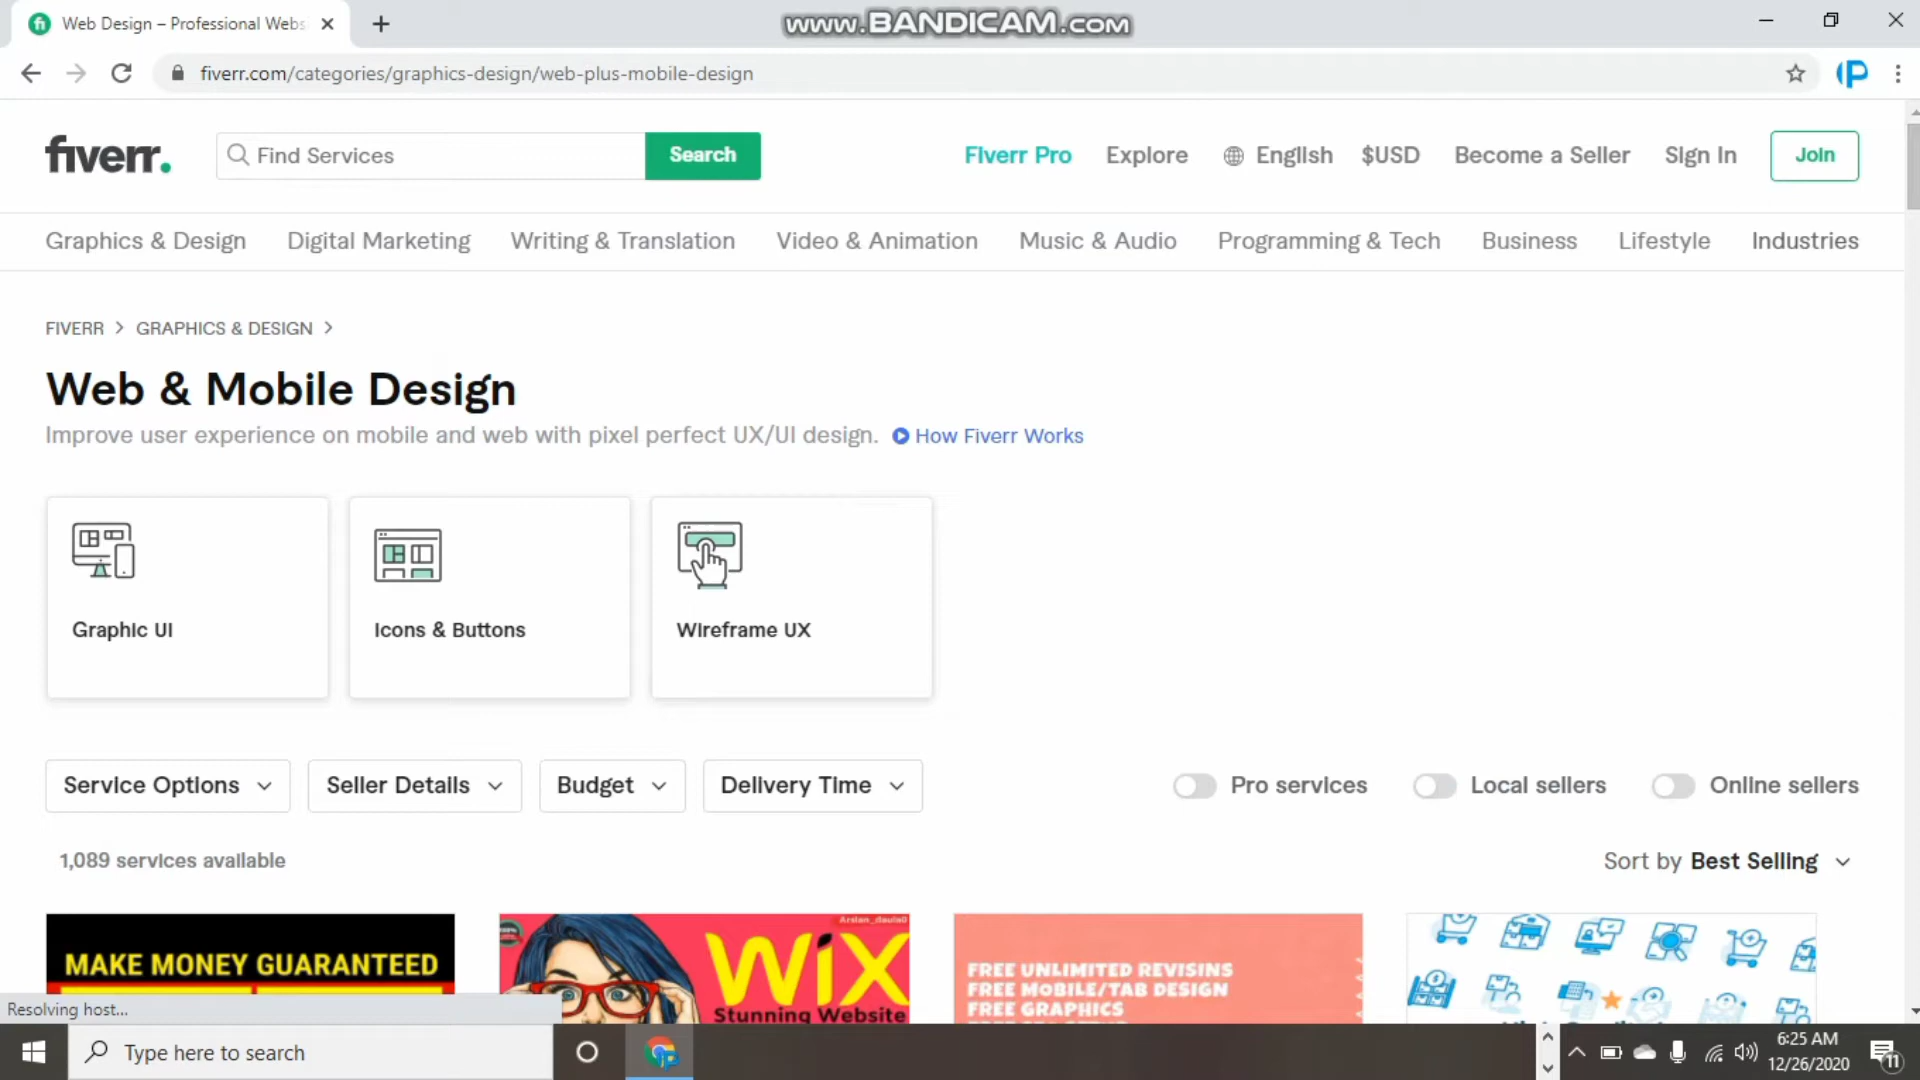 Web Design – Professional Webs
www.BANDICAM.com
fiverr.com/categories/graphics-design/web-plus-mobile-design
fiverr.
Find Services
Search
Fiverr Pro
Explore
English
$USD
Become a Seller
Sign In
Join
Graphics & Design
Digital Marketing
Writing & Translation
Video & Animation
Music & Audio
Programming & Tech
Business
Lifestyle
Industries
FIVERR > GRAPHICS & DESIGN >
Web & Mobile Design
Improve user experience on mobile and web with pixel perfect UX/UI design.
How Fiverr Works
Graphic UI
Icons & Buttons
Wireframe UX
Service Options
Seller Details
Budget
Delivery Time
Pro services
Local sellers
Online sellers
1,089 services available
Sort by Best Selling
MAKE MONEY GUARANTEED
WiX
Stunning Website
FREE UNLIMITED REVISINS
FREE MOBILE/TAB DESIGN
FREE GRAPHICS
Resolving host...
Type here to search
6:25 AM
12/26/2020
11